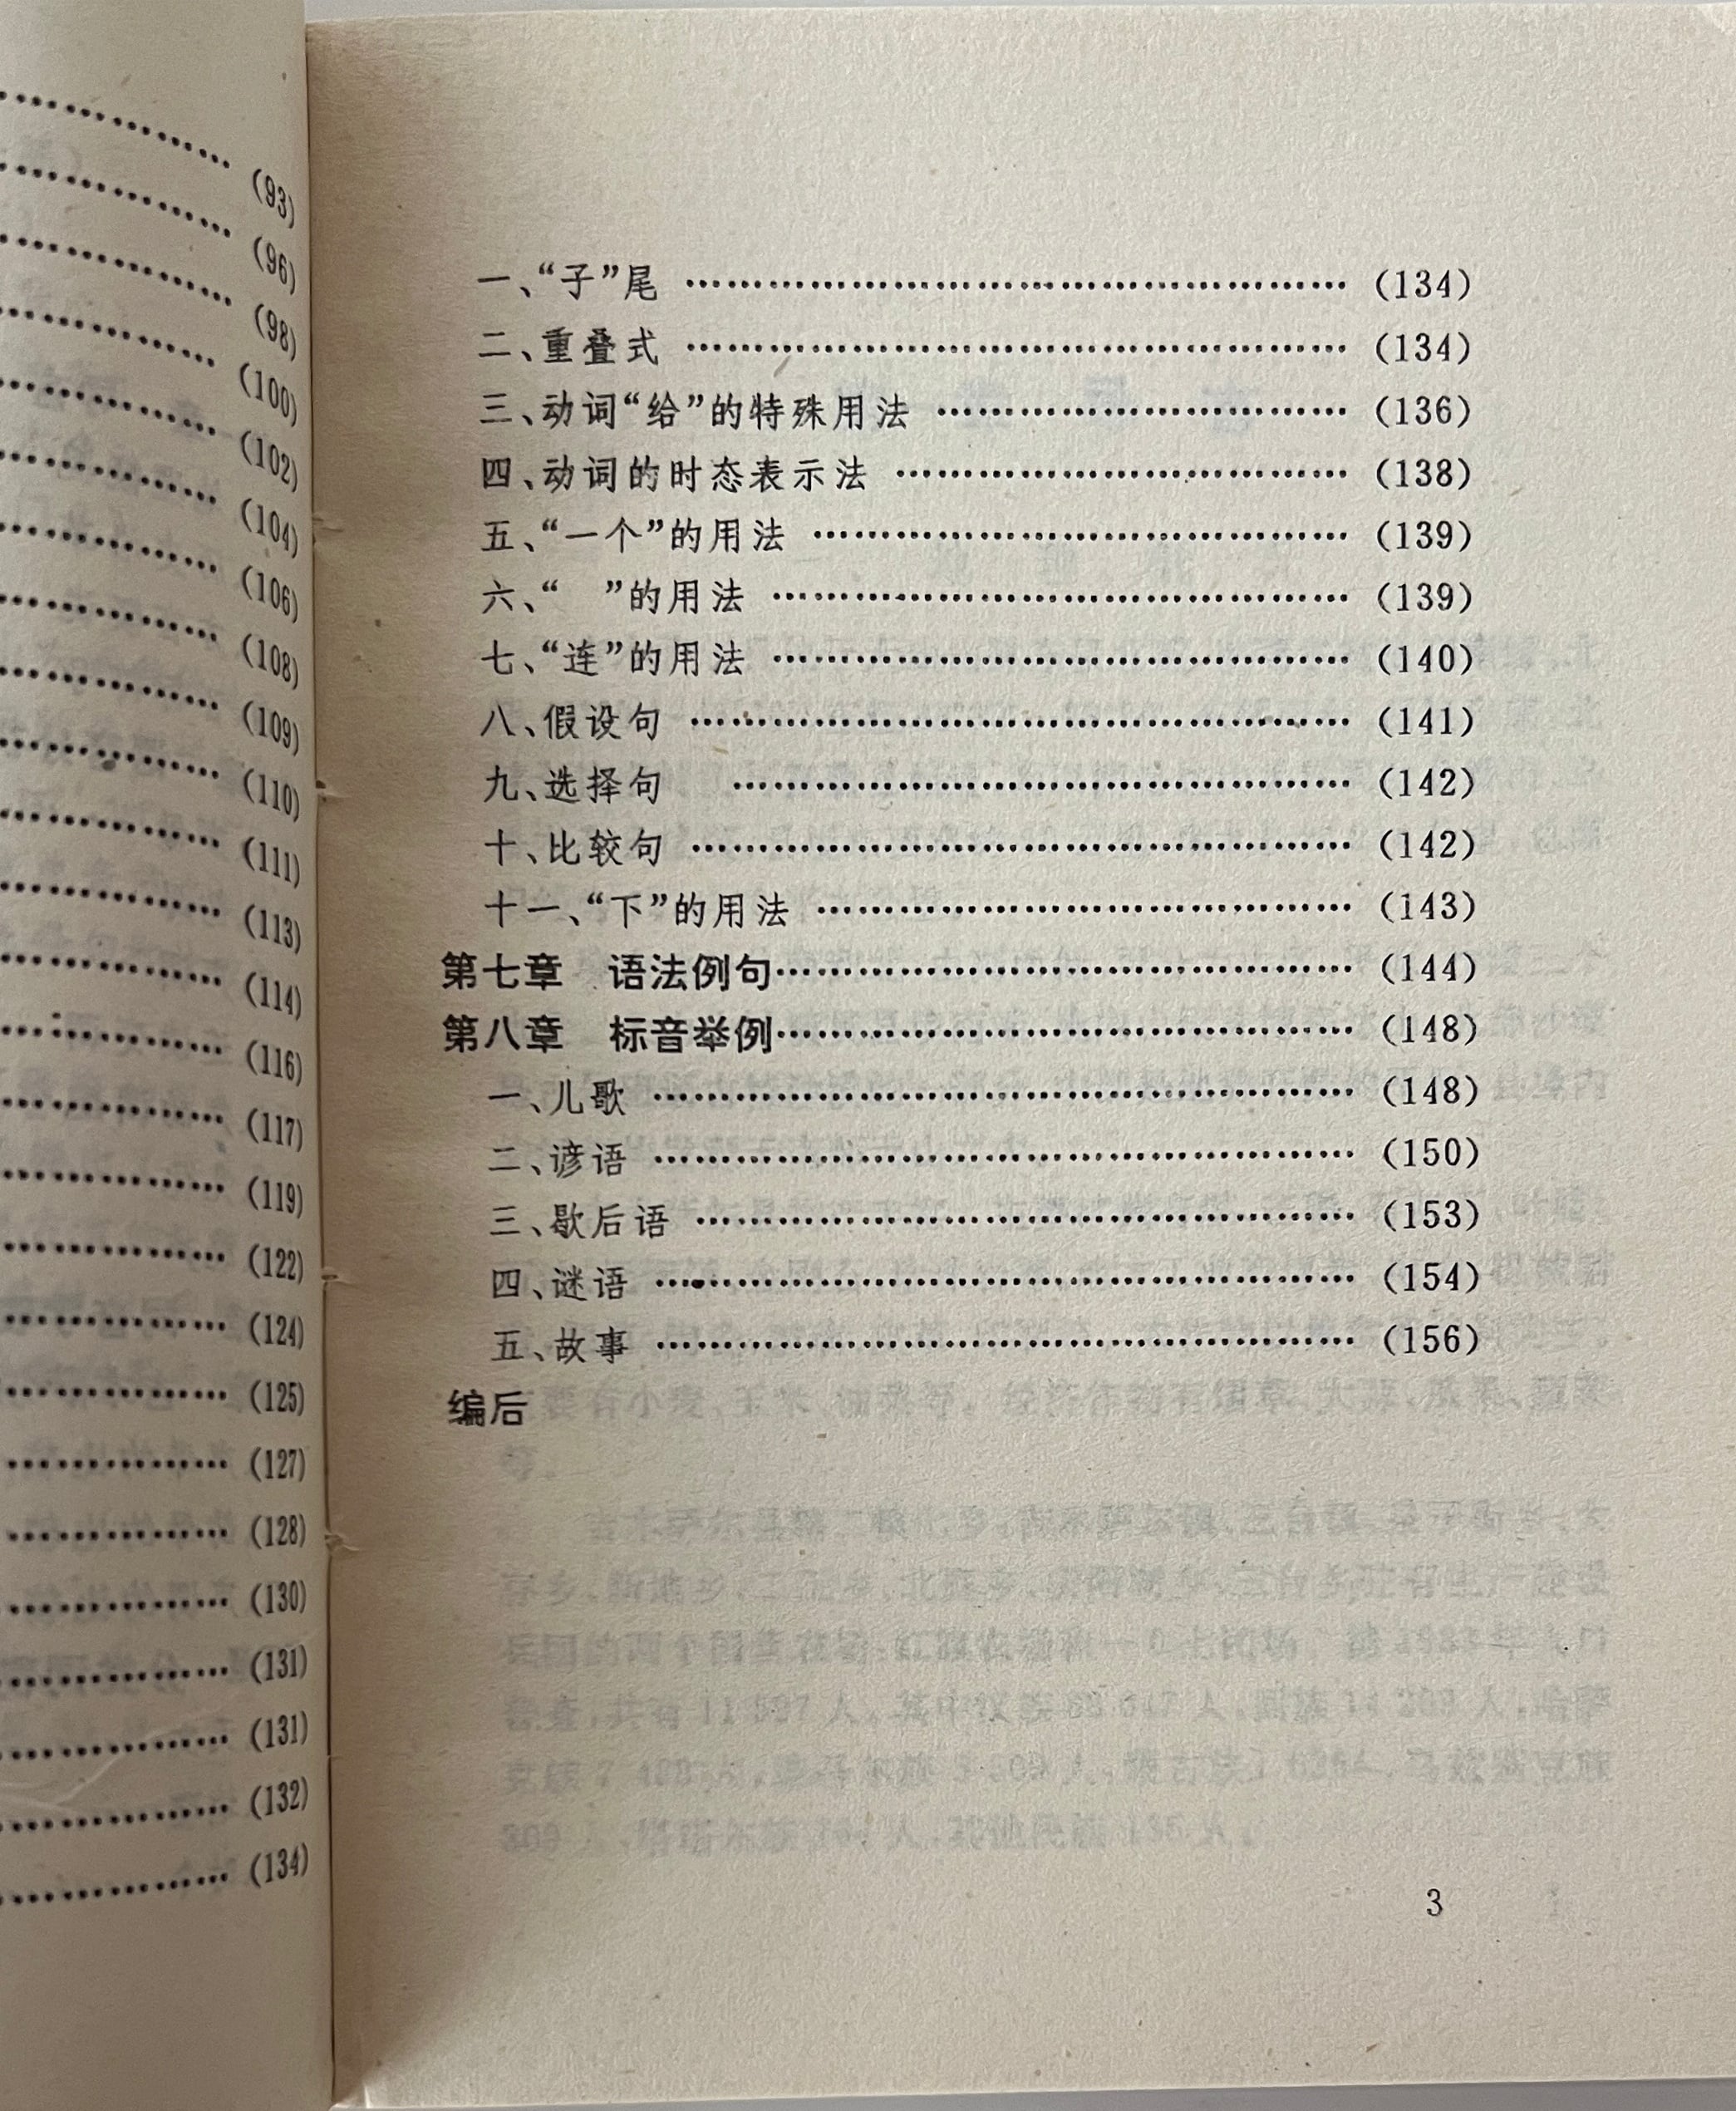 (93)
(96)
(98)
(100)
(102)
(104)
(106)
(108)
(109)
(110)
(111)
(113)
(114)
(116)
(117)
(119)
(122)
(124)
(125)
(127)
(128)
(130)
(131)
(131)
(132)
(134)
一、“子”尾 …… (134)
二、重叠式 …… (134)
三、动词“给”的特殊用法 …… (136)
四、动词的时态表示法 …… (138)
五、“一个”的用法 …… (139)
六、“　”的用法 …… (139)
七、“连”的用法 …… (140)
八、假设句 …… (141)
九、选择句 …… (142)
十、比较句 …… (142)
十一、“下”的用法 …… (143)
第七章　语法例句…… (144)
第八章　标音举例…… (148)
一、儿歌 …… (148)
二、谚语 …… (150)
三、歇后语 …… (153)
四、谜语 …… (154)
五、故事 …… (156)
编后
3